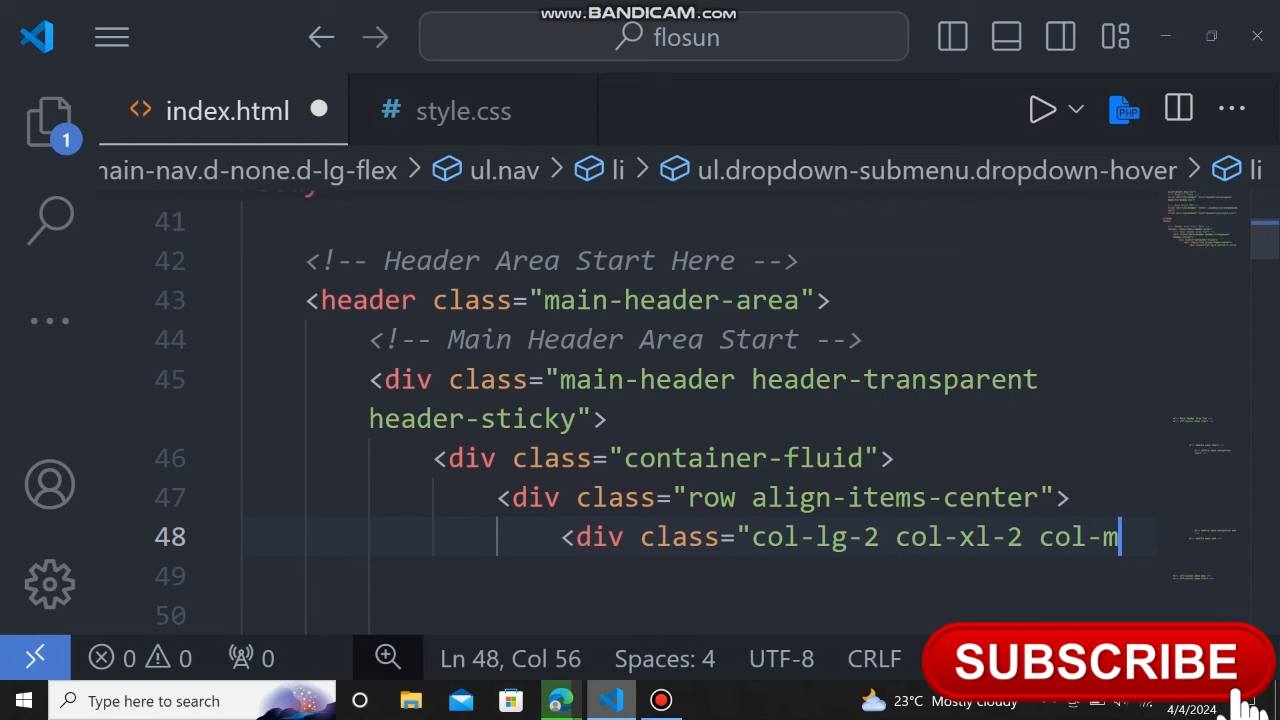 www.BANDICAM.com
flosun
index.html
style.css
PHP
1
main-nav.d-none.d-lg-flex > ul.nav > li > ul.dropdown-submenu.dropdown-hover > li
41
42 <!-- Header Area Start Here -->
43 <header class="main-header-area">
44 <!-- Main Header Area Start -->
45 <div class="main-header header-transparent
header-sticky">
46 <div class="container-fluid">
47 <div class="row align-items-center">
48 <div class="col-lg-2 col-xl-2 col-m
49
50
0 0 0 Ln 48, Col 56 Spaces: 4 UTF-8 CRLF
SUBSCRIBE
Type here to search
23°C Mostly cloudy
4/4/2024